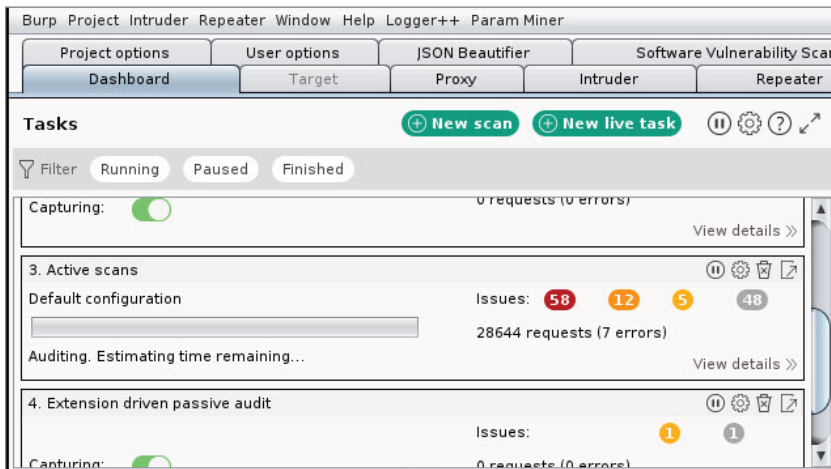 Burp Project Intruder Repeater Window Help Logger++ Param Miner
Project options User options JSON Beautifier Software Vulnerability Scan
Dashboard Target Proxy Intruder Repeater
Tasks New scan New live task
Filter Running Paused Finished
Capturing: 0 requests (0 errors)
View details
3. Active scans
Default configuration Issues: 58 12 5 48
28644 requests (7 errors)
Auditing. Estimating time remaining...
View details
4. Extension driven passive audit
Issues: 1 1
Capturing: 0 requests (0 errors)